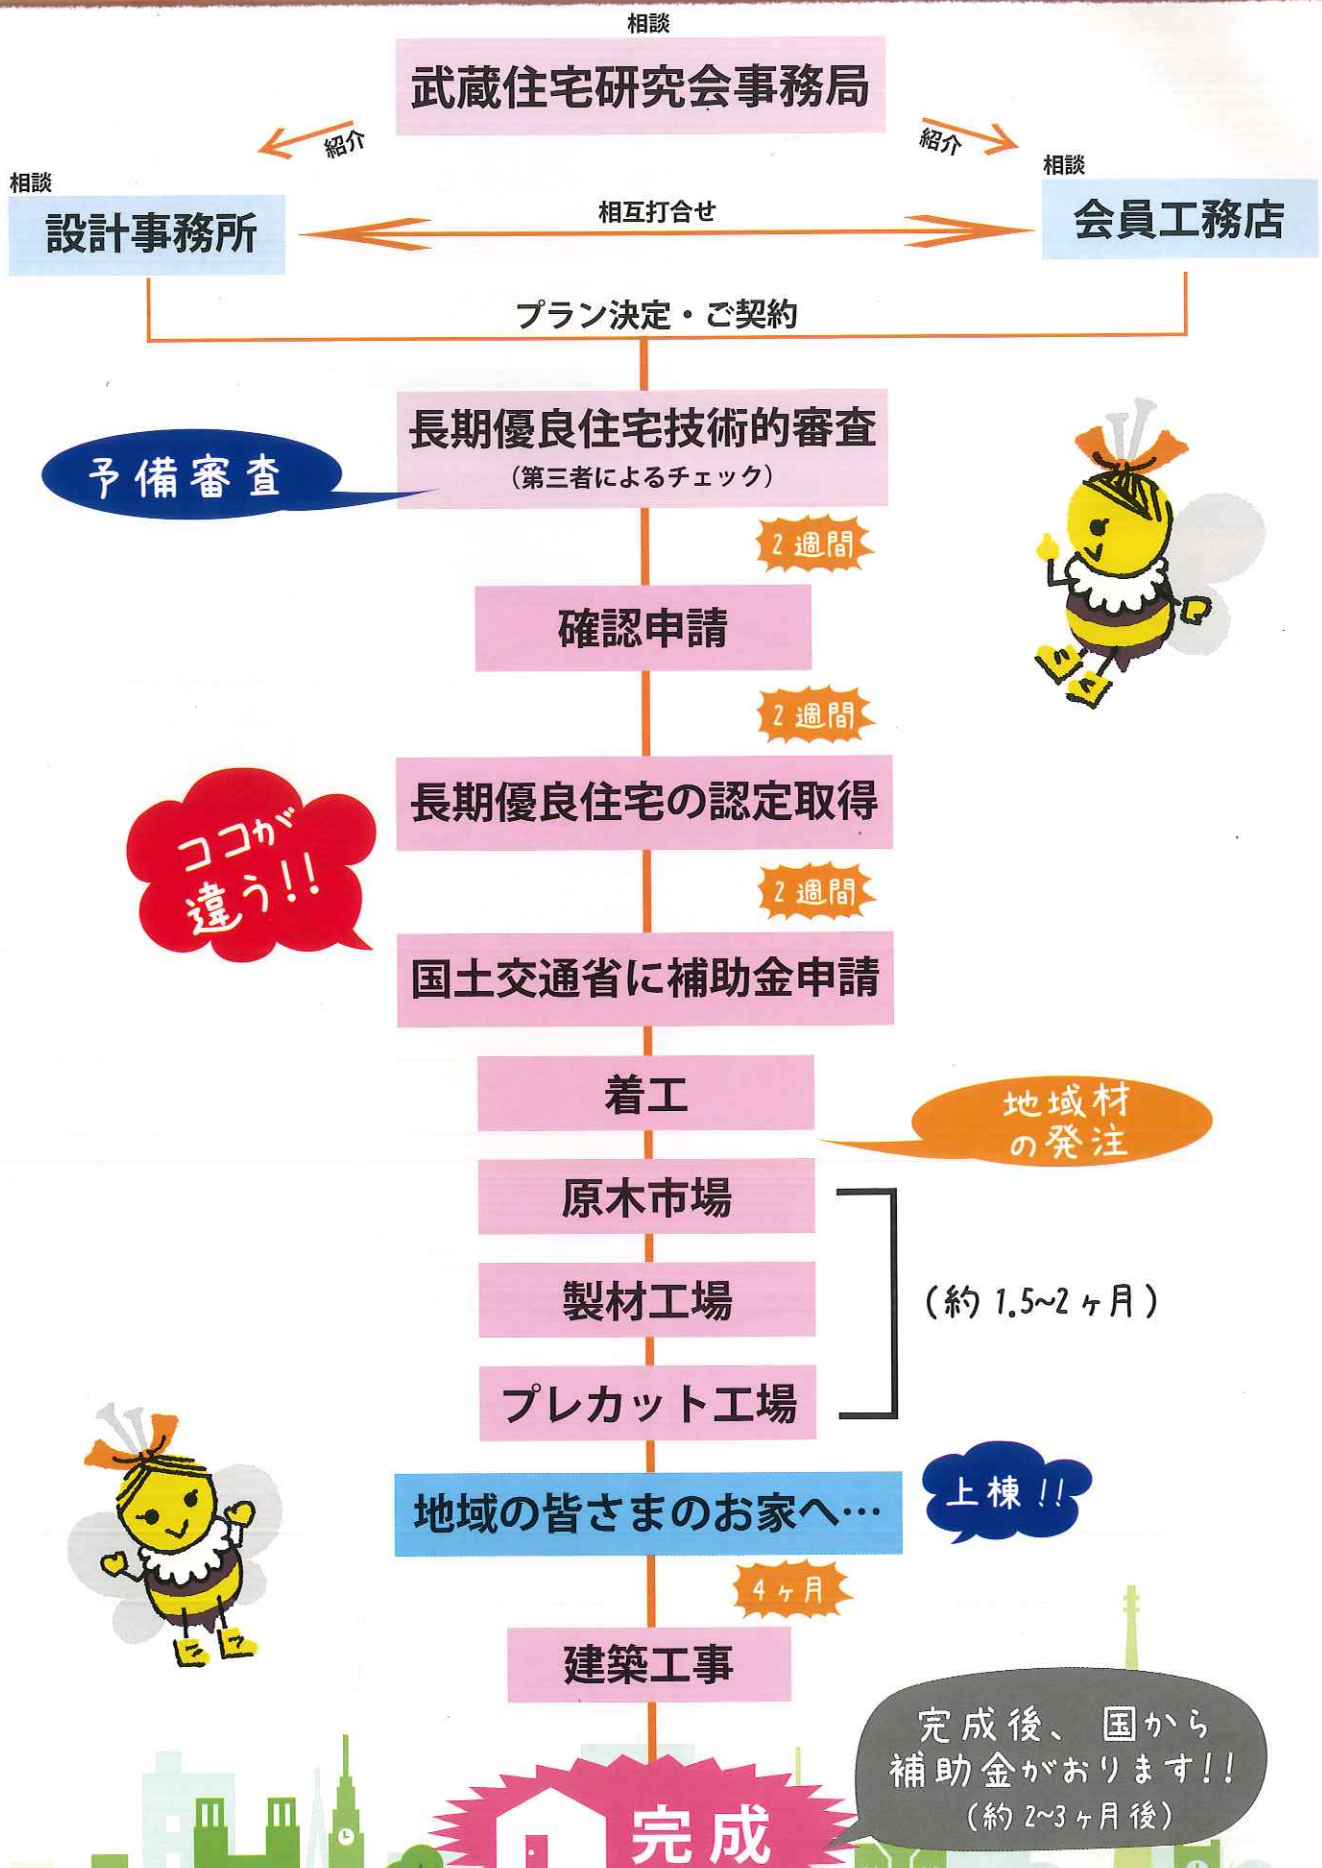 相談
武蔵住宅研究会事務局
紹介
紹介
相談
設計事務所
相互打合せ
相談
会員工務店
プラン決定・ご契約
長期優良住宅技術的審査
（第三者によるチェック）
予備審査
2週間
確認申請
2週間
長期優良住宅の認定取得
ココが
違う!!
2週間
国土交通省に補助金申請
着工
地域材
の発注
原木市場
製材工場
(約 1.5~2ヶ月)
プレカット工場
地域の皆さまのお家へ…
上棟!!
4ヶ月
建築工事
完成後、国から
補助金がおります!!
(約 2~3ヶ月後)
完成